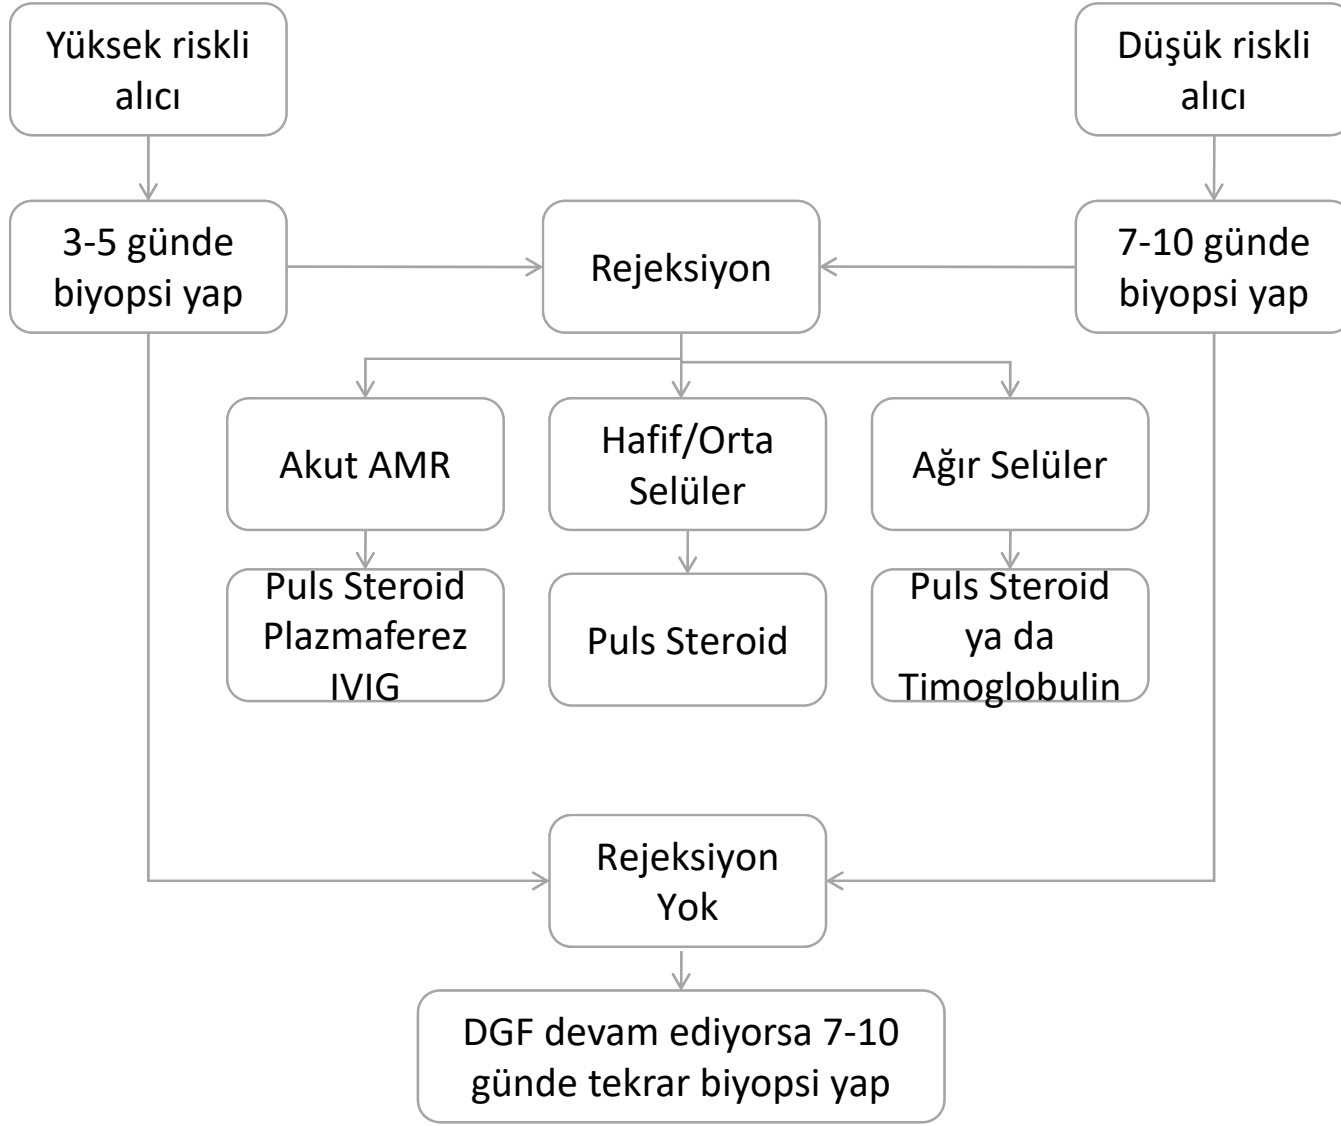 Yüksek riskli
alıcı
Düşük riskli
alıcı
3-5 günde
biyopsi yap
Rejeksiyon
7-10 günde
biyopsi yap
Akut AMR
Hafif/Orta
Selüler
Ağır Selüler
Puls Steroid
Plazmaferez
IVIG
Puls Steroid
Puls Steroid
ya da
Timoglobulin
Rejeksiyon
Yok
DGF devam ediyorsa 7-10
günde tekrar biyopsi yap